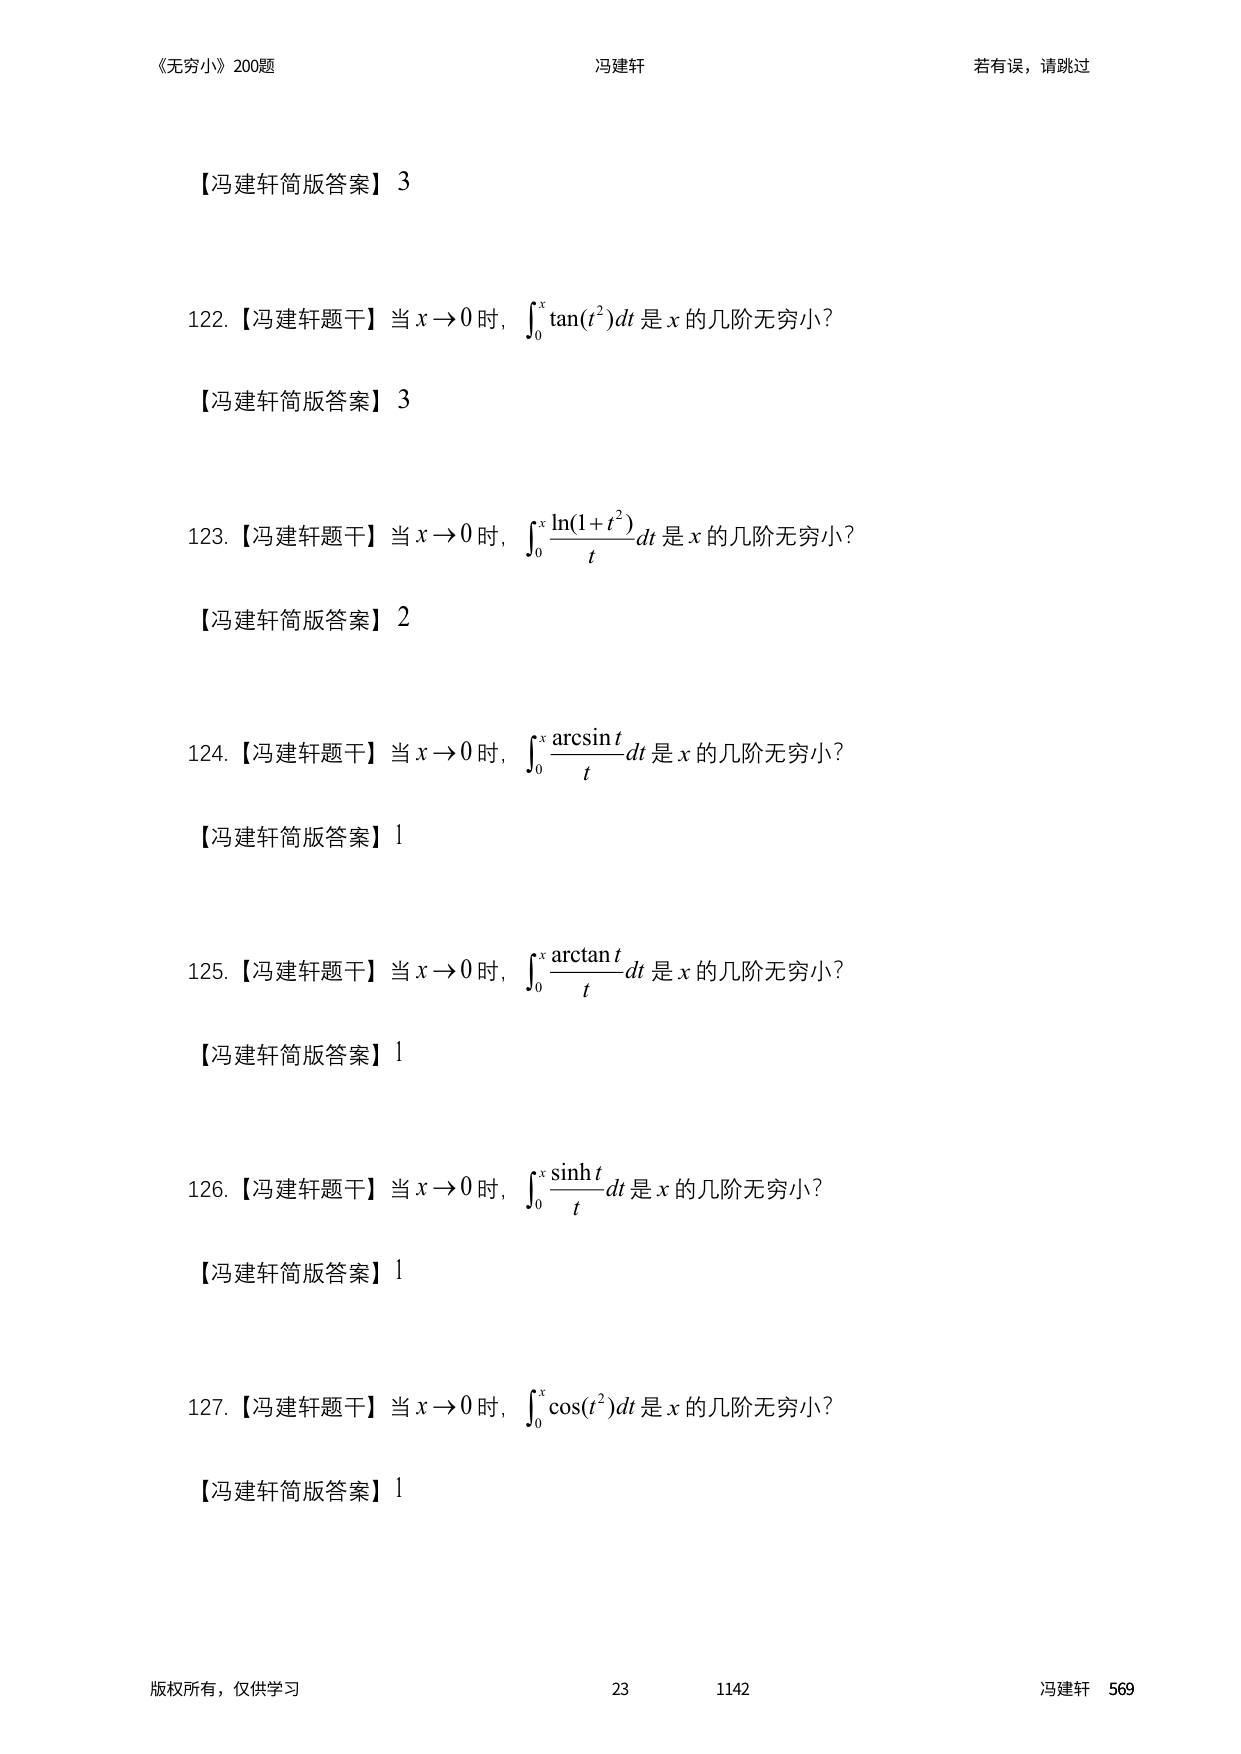 《无穷小》200题 冯建轩 若有误，请跳过
【冯建轩简版答案】3
122.【冯建轩题干】当 x→0 时，∫₀ˣ tan(t²)dt 是 x 的几阶无穷小？
【冯建轩简版答案】3
123.【冯建轩题干】当 x→0 时，∫₀ˣ ln(1+t²)/t dt 是 x 的几阶无穷小？
【冯建轩简版答案】2
124.【冯建轩题干】当 x→0 时，∫₀ˣ arcsin t/t dt 是 x 的几阶无穷小？
【冯建轩简版答案】1
125.【冯建轩题干】当 x→0 时，∫₀ˣ arctan t/t dt 是 x 的几阶无穷小？
【冯建轩简版答案】1
126.【冯建轩题干】当 x→0 时，∫₀ˣ sinh t/t dt 是 x 的几阶无穷小？
【冯建轩简版答案】1
127.【冯建轩题干】当 x→0 时，∫₀ˣ cos(t²)dt 是 x 的几阶无穷小？
【冯建轩简版答案】1
版权所有，仅供学习 23 1142 冯建轩 569